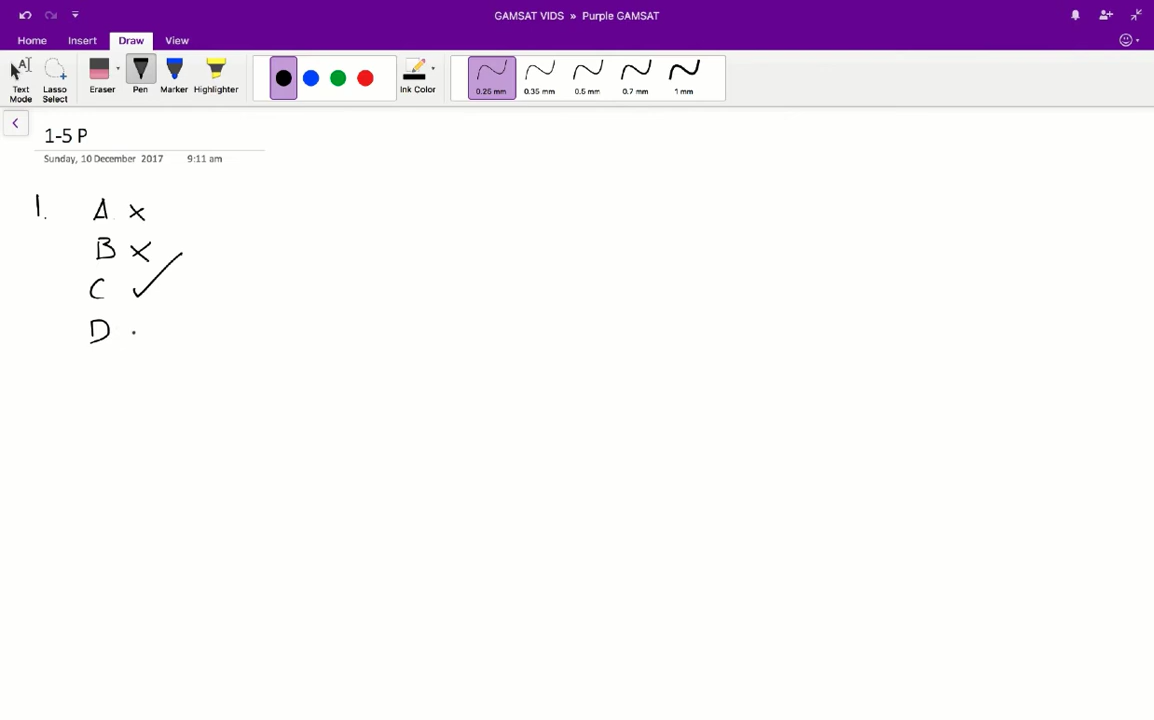 GAMSAT VIDS » Purple GAMSAT
Home Insert Draw View
Text Mode Lasso Select Eraser Pen Marker Highlighter Ink Color 0.25 mm 0.35 mm 0.5 mm 0.7 mm 1 mm
1-5 P
Sunday, 10 December 2017 9:11 am
1. A ×
B ×
C ✓
D